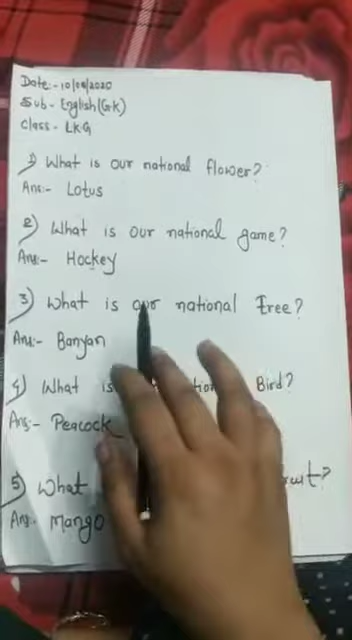 Date:-10/08/2020
Sub - English(GK)
Class - LKG
1) What is our national flower?
Ans:- Lotus
2) What is our national game?
Ans:- Hockey
3) What is our national tree?
Ans:- Banyan
4) What is Bird?
Ans:- Peacock
5) What
Ans:- Mango